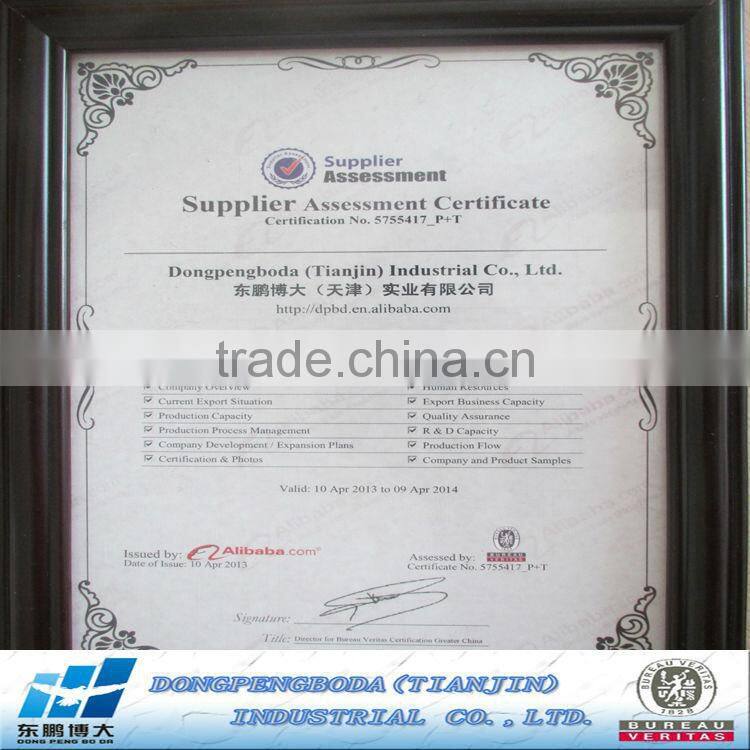 Supplier
Assessment
Supplier Assessment Certificate
Certification No. 5755417_P+T
Dongpengboda (Tianjin) Industrial Co., Ltd.
东鹏博大（天津）实业有限公司
http://dpbd.en.alibaba.com
trade.china.cn
Company Overview Human Resources
Current Export Situation Export Business Capacity
Production Capacity Quality Assurance
Production Process Management R & D Capacity
Company Development / Expansion Plans Production Flow
Certification & Photos Company and Product Samples
Valid: 10 Apr 2013 to 09 Apr 2014
Issued by: Alibaba.com Assessed by: BUREAU VERITAS
Date of Issue: 10 Apr 2013 Certificate No. 5755417_P+T
Signature:
Title: Director for Bureau Veritas Certification Greater China
东鹏博大
DONG PENG BO DA
DONGPENGBODA (TIANJIN)
INDUSTRIAL CO. , LTD.
BUREAU VERITAS
1828
BUREAU
VERITAS